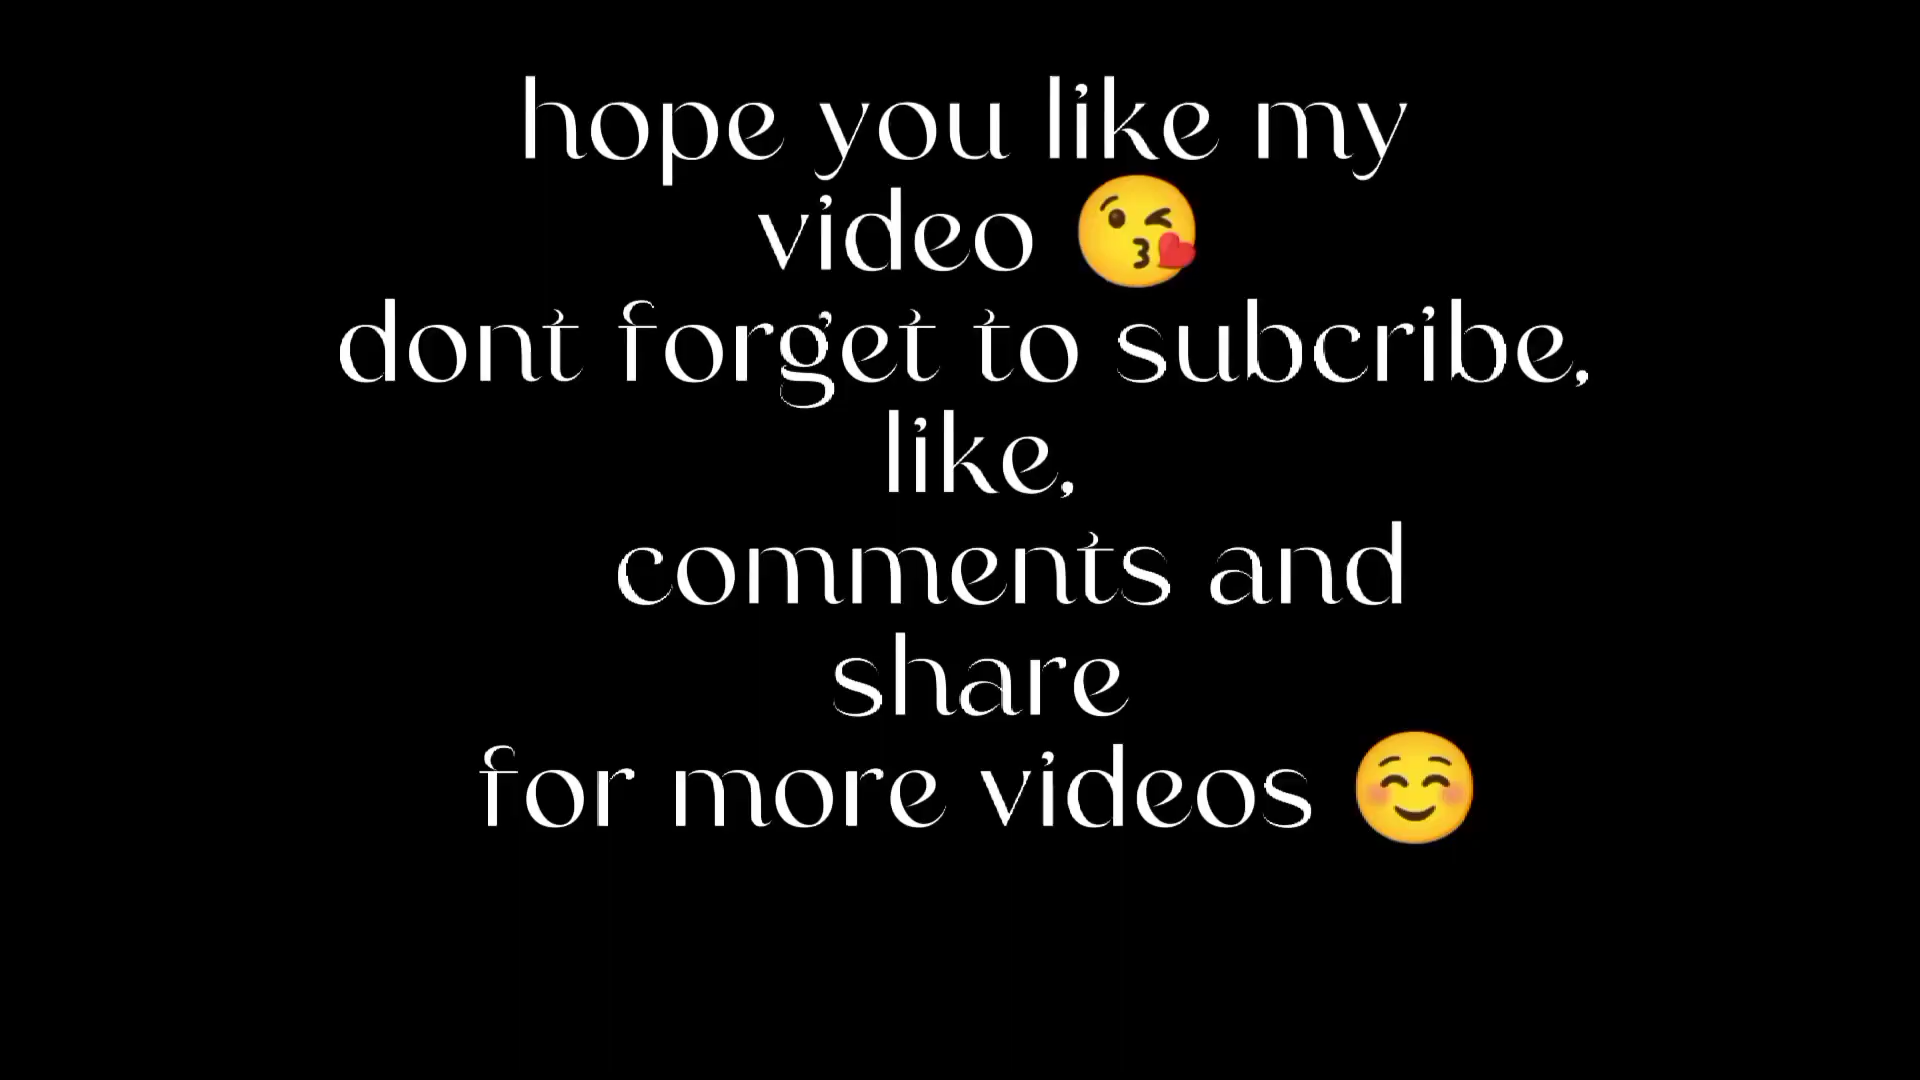 hope you like my
video 😘
dont forget to subcribe,
like,
comments and
share
for more videos ☺️